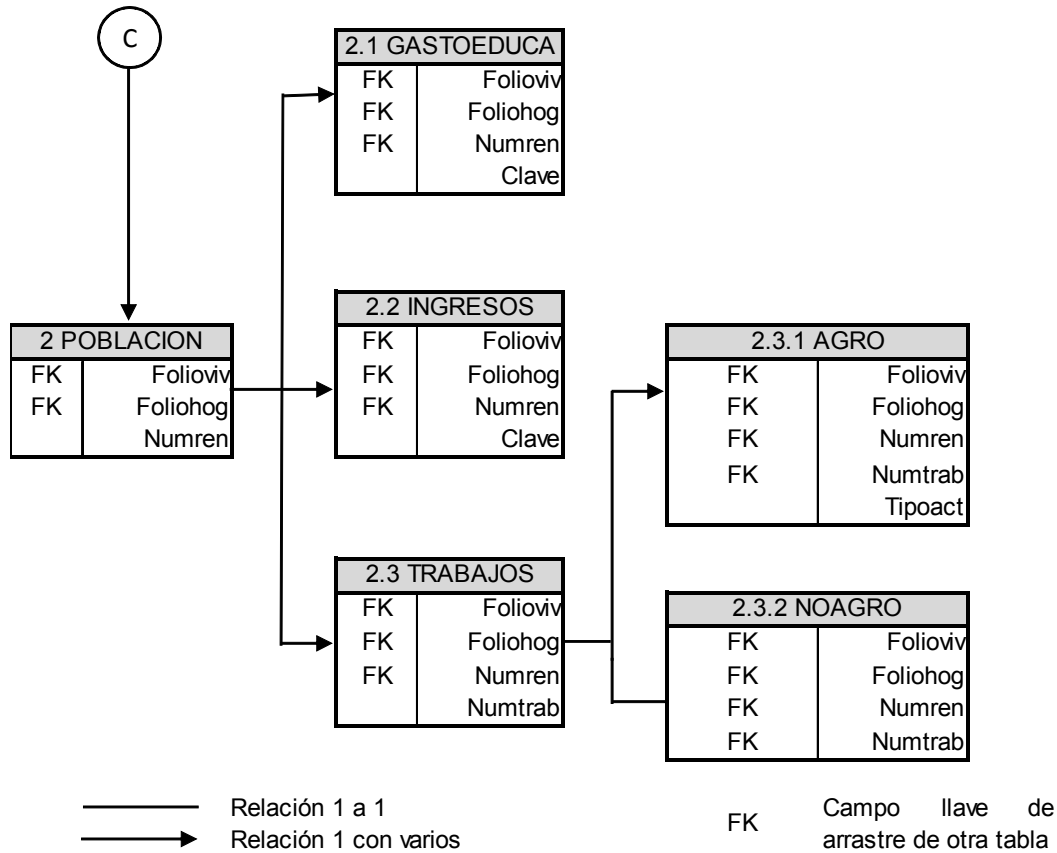 C
2.1 GASTOEDUCA
FK Folioviv
FK Foliohog
FK Numren
Clave
2 POBLACION
FK Folioviv
FK Foliohog
Numren
2.2 INGRESOS
FK Folioviv
FK Foliohog
FK Numren
Clave
2.3 TRABAJOS
FK Folioviv
FK Foliohog
FK Numren
Numtrab
2.3.1 AGRO
FK Folioviv
FK Foliohog
FK Numren
FK Numtrab
Tipoact
2.3.2 NOAGRO
FK Folioviv
FK Foliohog
FK Numren
FK Numtrab
Relación 1 a 1
Relación 1 con varios
FK Campo llave de
arrastre de otra tabla